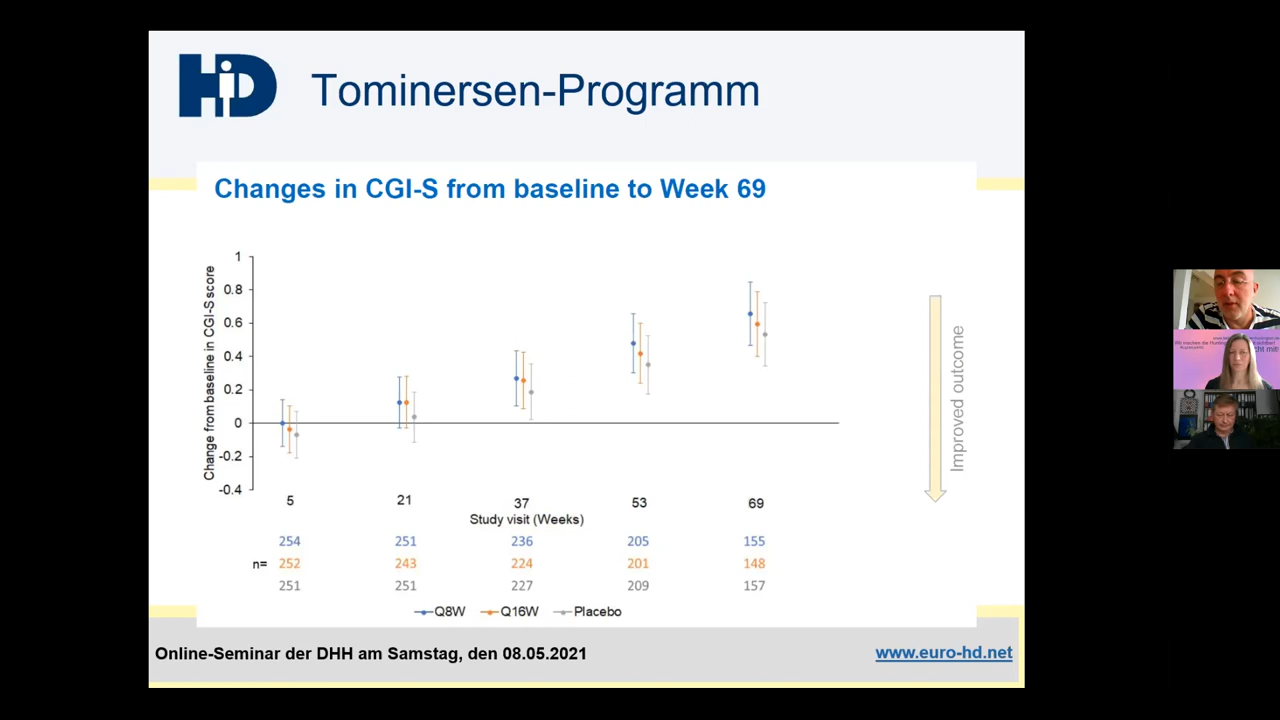 HD
Tominersen-Programm
Changes in CGI-S from baseline to Week 69
Change from baseline in CGI-S score
1
0.8
0.6
0.4
0.2
0
-0.2
-0.4
5 21 37 53 69
Study visit (Weeks)
254 251 236 205 155
n= 252 243 224 201 148
251 251 227 209 157
Q8W Q16W Placebo
Improved outcome
Online-Seminar der DHH am Samstag, den 08.05.2021
www.euro-hd.net